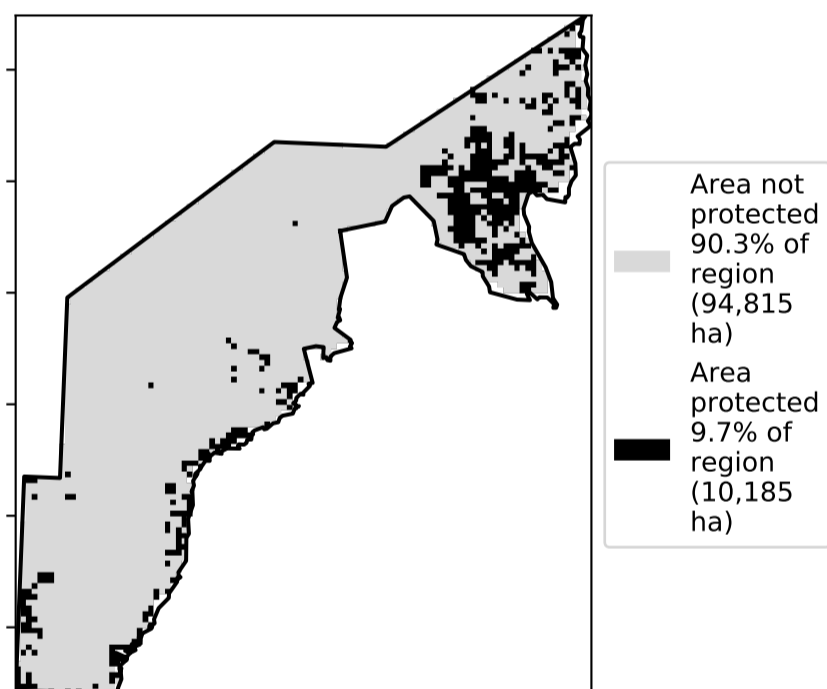 Area not
protected
90.3% of
region
(94,815
ha)
Area
protected
9.7% of
region
(10,185
ha)